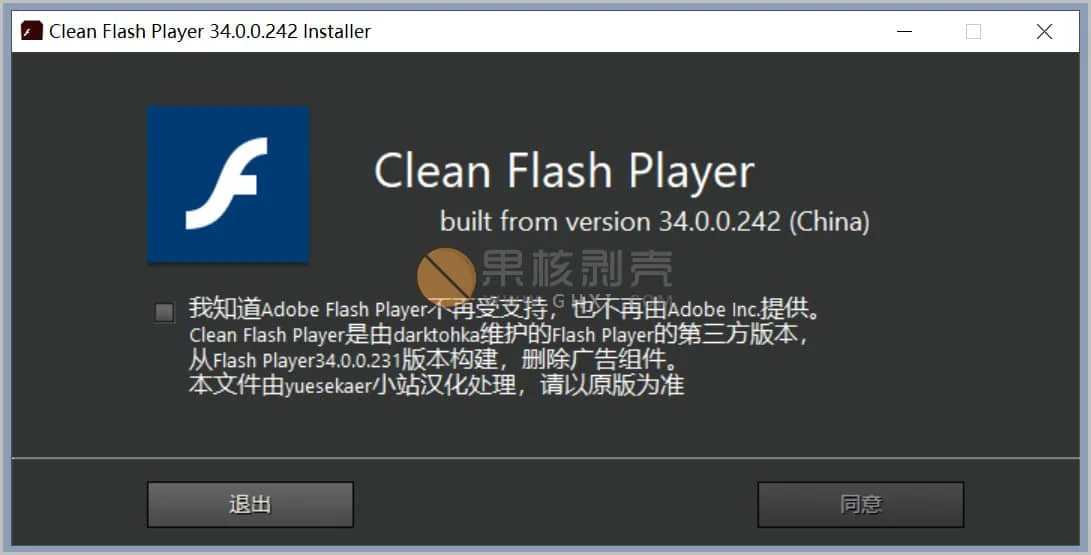 Clean Flash Player 34.0.0.242 Installer
Clean Flash Player
built from version 34.0.0.242 (China)
果核剥壳
WWW.GHXI.COM
我知道Adobe Flash Player不再受支持，也不再由Adobe Inc.提供。
Clean Flash Player是由darktohka维护的Flash Player的第三方版本，
从Flash Player34.0.0.231版本构建，删除广告组件。
本文件由yuesekaer小站汉化处理，请以原版为准
退出
同意